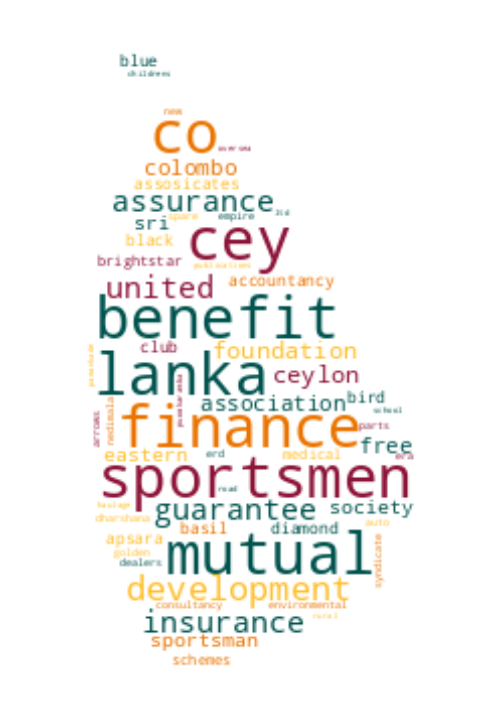 blue
childrens
new
co
colombo
assosicates
assurance
sri
spare
empire
ltd
black
cey
brightstar
publications
united
accountancy
benefit
club
foundation
lanka
ceylon
association
bird
school
arrows
nedimala
finance
parts
free
eastern
erd
medical
era
sportsmen
road
haulage
guarantee
society
dharshana
basil
diamond
auto
apsara
golden
mutual
dealers
syndicate
development
consultancy
environmental
insurance
rural
sportsman
schemes